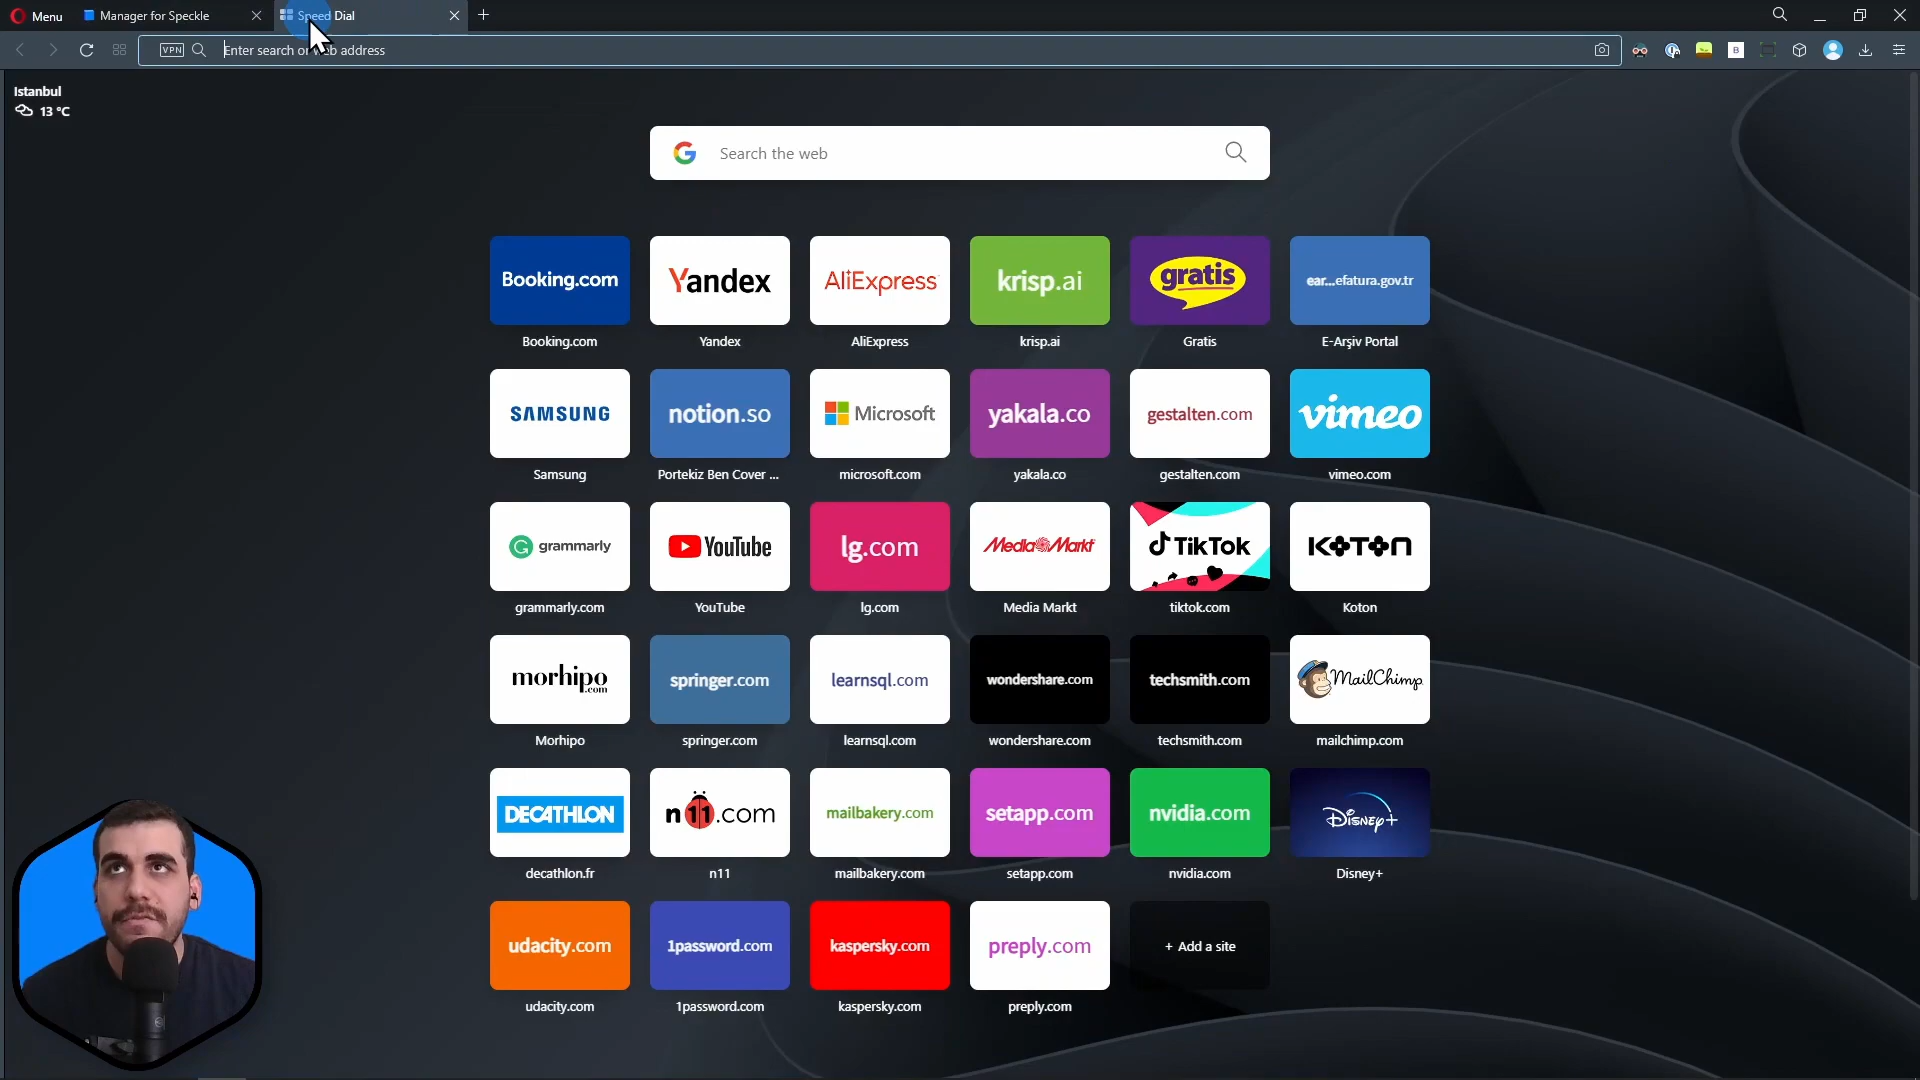 Menu
Manager for Speckle
Speed Dial
VPN
Enter search or web address
B
Istanbul
13 °C
Search the web
Booking.com
Yandex
AliExpress
krisp.ai
gratis
ear...efatura.gov.tr
Booking.com
Yandex
AliExpress
krisp.ai
Gratis
E-Arşiv Portal
SAMSUNG
notion.so
Microsoft
yakala.co
gestalten.com
vimeo
Samsung
Portekiz Ben Cover ...
microsoft.com
yakala.co
gestalten.com
vimeo.com
grammarly
YouTube
lg.com
MediaMarkt
TikTok
KOTON
grammarly.com
YouTube
lg.com
Media Markt
tiktok.com
Koton
morhipo
.com
springer.com
learnsql.com
wondershare.com
techsmith.com
MailChimp
Morhipo
springer.com
learnsql.com
wondershare.com
techsmith.com
mailchimp.com
DECATHLON
n11.com
mailbakery.com
setapp.com
nvidia.com
Disney+
decathlon.fr
n11
mailbakery.com
setapp.com
nvidia.com
Disney+
udacity.com
1password.com
kaspersky.com
preply.com
+ Add a site
udacity.com
1password.com
kaspersky.com
preply.com